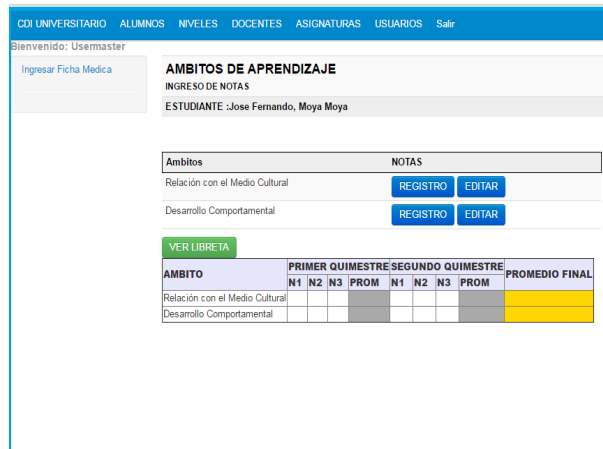 CDI UNIVERSITARIO ALUMNOS NIVELES DOCENTES ASIGNATURAS USUARIOS Salir
Bienvenido: Usermaster
Ingresar Ficha Medica
AMBITOS DE APRENDIZAJE
INGRESO DE NOTAS
ESTUDIANTE :Jose Fernando, Moya Moya
Ambitos NOTAS
Relación con el Medio Cultural REGISTRO EDITAR
Desarrollo Comportamental REGISTRO EDITAR
VER LIBRETA
AMBITO PRIMER QUIMESTRE SEGUNDO QUIMESTRE PROMEDIO FINAL
N1 N2 N3 PROM N1 N2 N3 PROM
Relación con el Medio Cultural
Desarrollo Comportamental